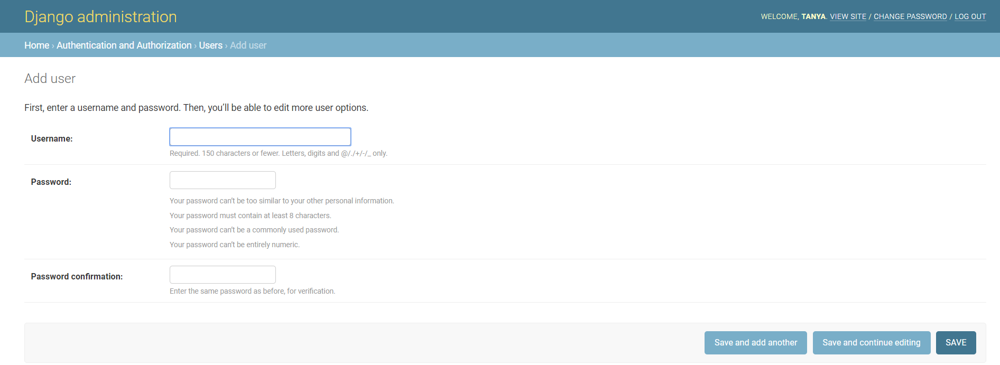 Django administration
WELCOME, TANYA. VIEW SITE / CHANGE PASSWORD / LOG OUT
Home › Authentication and Authorization › Users › Add user
Add user
First, enter a username and password. Then, you’ll be able to edit more user options.
Username:
Required. 150 characters or fewer. Letters, digits and @/./+/-/_ only.
Password:
Your password can’t be too similar to your other personal information.
Your password must contain at least 8 characters.
Your password can’t be a commonly used password.
Your password can’t be entirely numeric.
Password confirmation:
Enter the same password as before, for verification.
Save and add another
Save and continue editing
SAVE